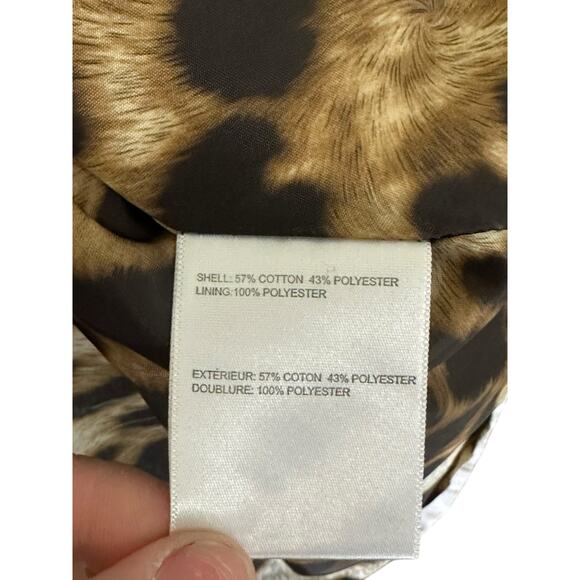 SHELL: 57% COTTON 43% POLYESTER
LINING:100% POLYESTER
EXTÉRIEUR: 57% COTON 43% POLYESTER
DOUBLURE: 100% POLYESTER